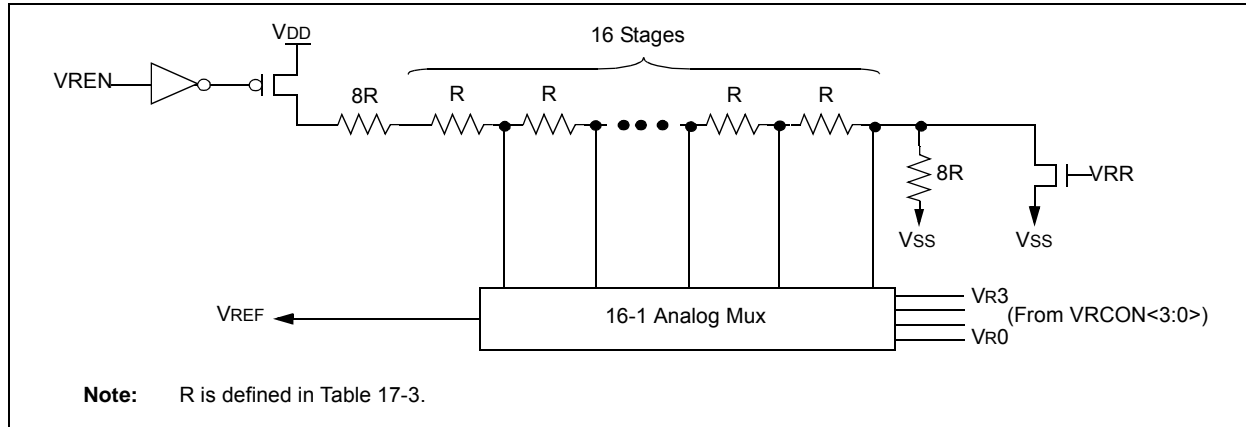 VDD
16 Stages
VREN
8R
R
R
R
R
8R
VRR
VSS
VSS
VREF
16-1 Analog Mux
VR3
(From VRCON<3:0>)
VR0
Note: R is defined in Table 17-3.